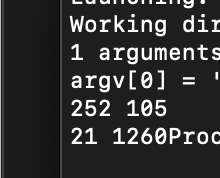 Working dir
1 arguments
argv[0] = '
252 105
21 1260Proc